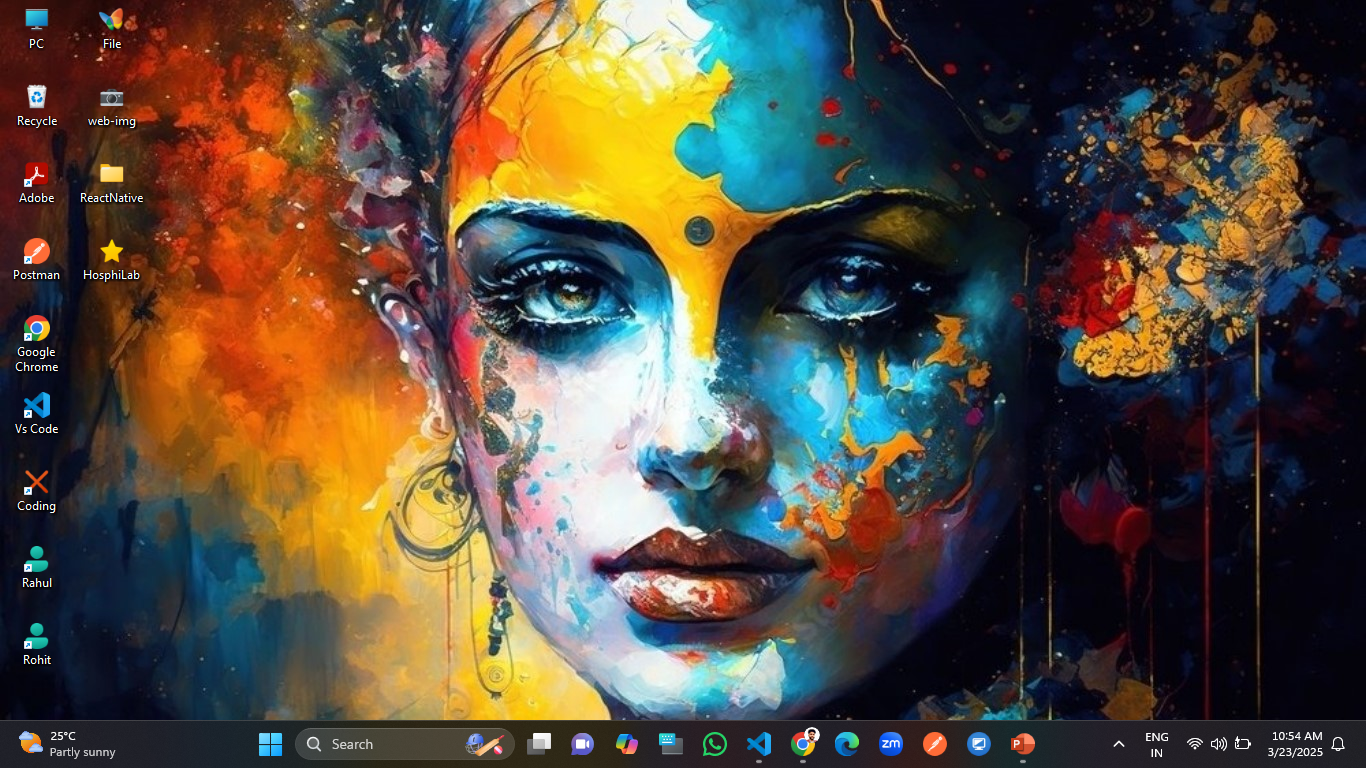 PC
File
Recycle
web-img
Adobe
ReactNative
Postman
HosphiLab
Google
Chrome
Vs Code
Coding
Rahul
Rohit
25°C
Partly sunny
Search
zm
P
ENG
IN
10:54 AM
3/23/2025